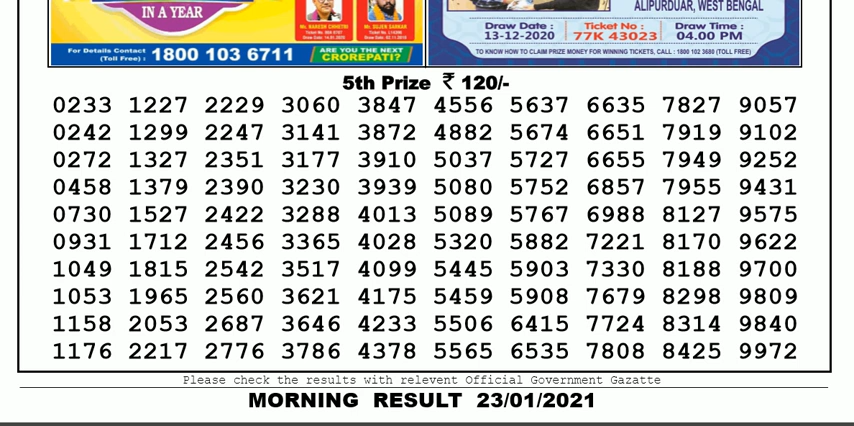 IN A YEAR
Mr. NARESH CHHETRI
Mr. SUJEN SARKAR
For Details Contact
(Toll Free) : 1800 103 6711
ARE YOU THE NEXT
CROREPATI?
ALIPURDUAR, WEST BENGAL
Draw Date : Ticket No : Draw Time :
13-12-2020 77K 43023 04.00 PM
TO KNOW HOW TO CLAIM PRIZE MONEY FOR WINNING TICKETS, CALL : 1800 102 3680 (TOLL FREE)
5th Prize ₹ 120/-
0233 1227 2229 3060 3847 4556 5637 6635 7827 9057
0242 1299 2247 3141 3872 4882 5674 6651 7919 9102
0272 1327 2351 3177 3910 5037 5727 6655 7949 9252
0458 1379 2390 3230 3939 5080 5752 6857 7955 9431
0730 1527 2422 3288 4013 5089 5767 6988 8127 9575
0931 1712 2456 3365 4028 5320 5882 7221 8170 9622
1049 1815 2542 3517 4099 5445 5903 7330 8188 9700
1053 1965 2560 3621 4175 5459 5908 7679 8298 9809
1158 2053 2687 3646 4233 5506 6415 7724 8314 9840
1176 2217 2776 3786 4378 5565 6535 7808 8425 9972
Please check the results with relevent Official Government Gazatte
MORNING RESULT 23/01/2021